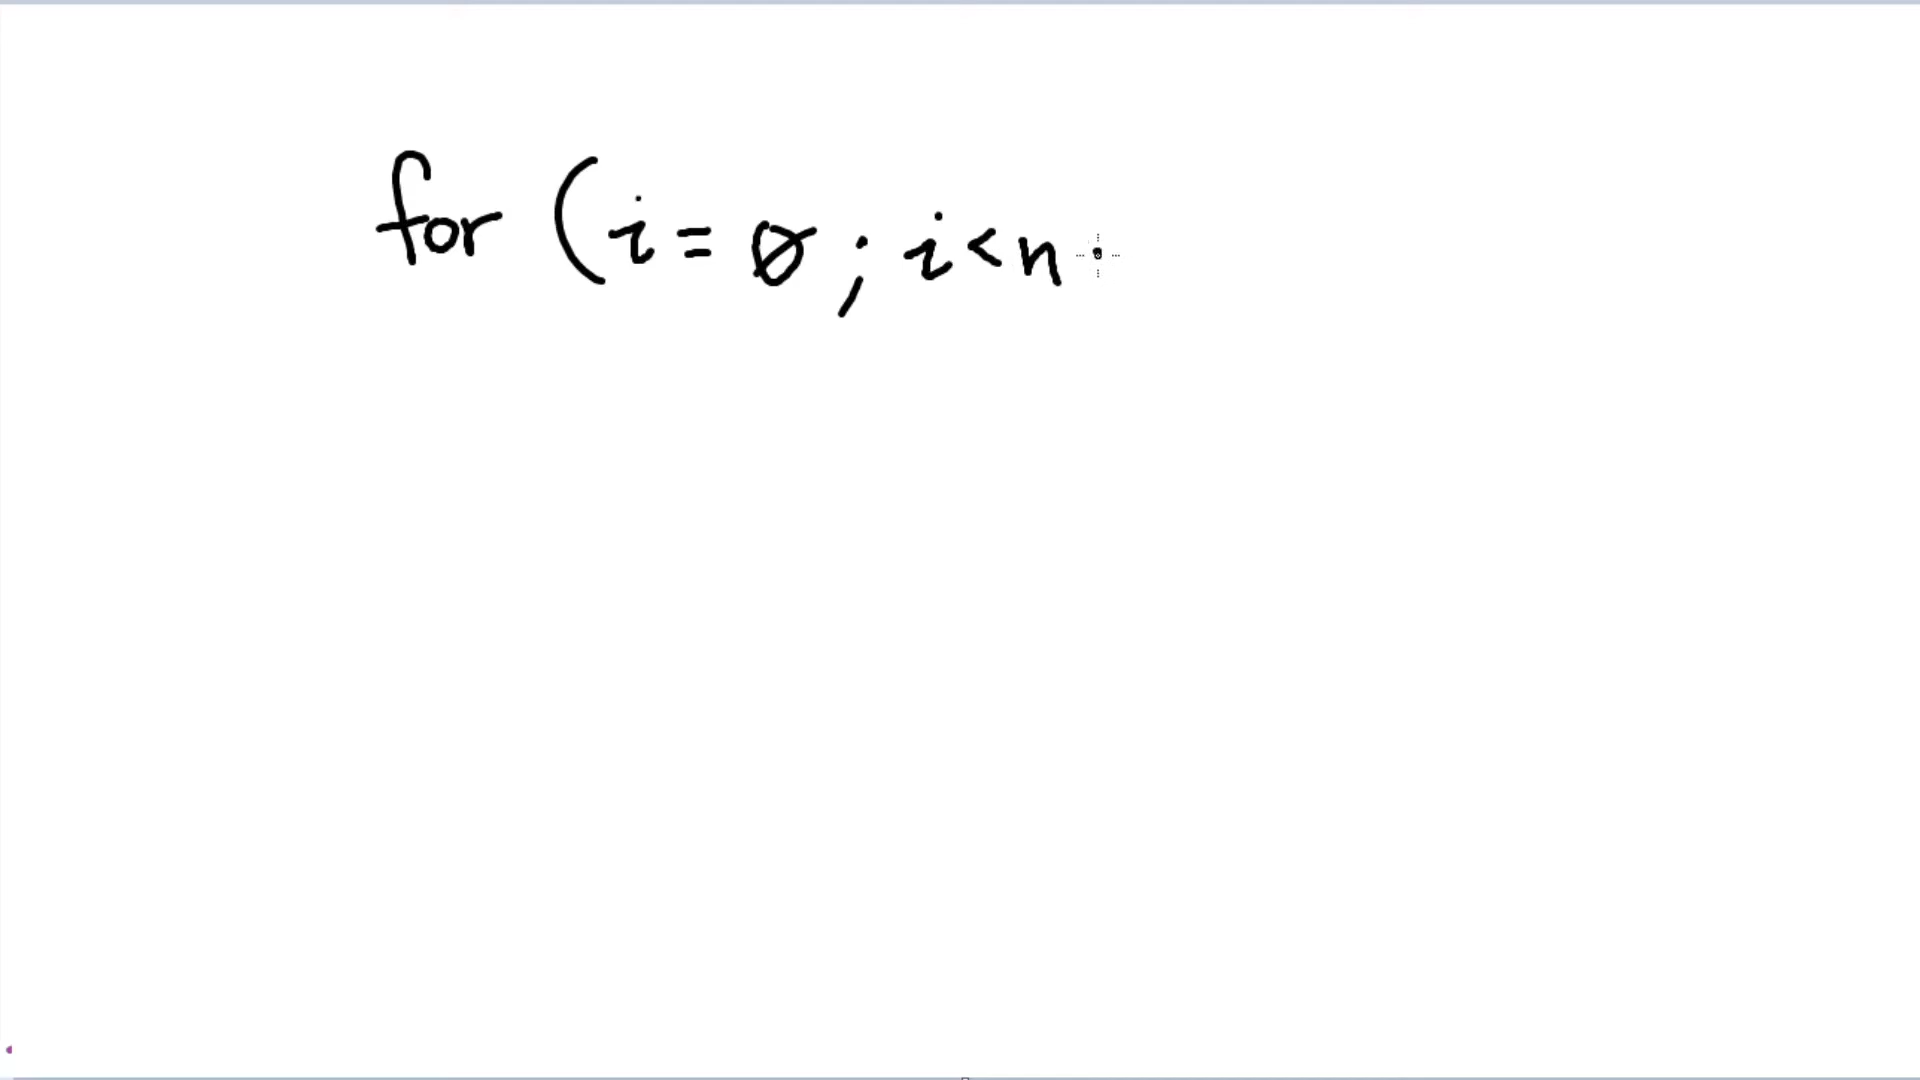 for (i = 0 ; i < n